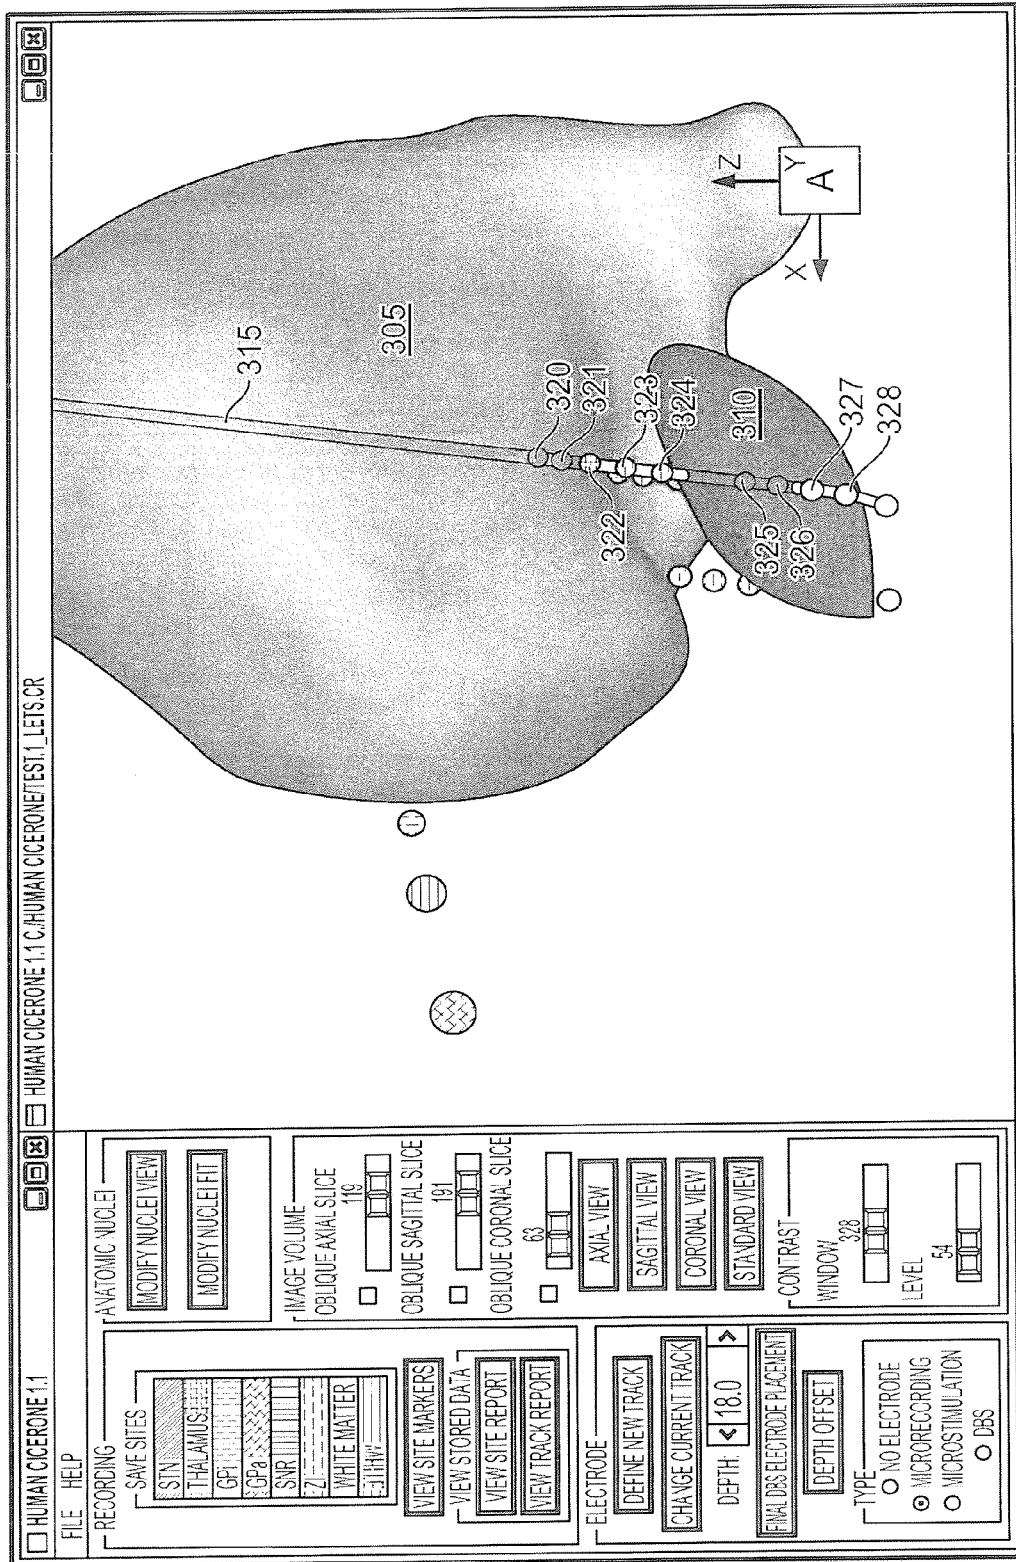 HUMAN CICERONE 1.1
FILE HELP
RECORDING
SAVE SITES
STN
THALAMUS
GPi
GPa
SNR
ZI
WHITE MATTER
VIEW SITE MARKERS
VIEW STORED DATA
VIEW SITE REPORT
VIEW TRACK REPORT
ANATOMIC NUCLEI
MODIFY NUCLEI VIEW
MODIFY NUCLEI FIT
ELECTRODE
DEFINE NEW TRACK
CHANGE CURRENT TRACK
DEPTH: < 18.0 >
FINAL DBS ELECTRODE PLACEMENT
DEPTH OFFSET
TYPE
NO ELECTRODE
MICRORECORDING
MICROSTIMULATION
DBS
IMAGE VOLUME
OBLIQUE AXIAL SLICE
119
OBLIQUE SAGITTAL SLICE
191
OBLIQUE CORONAL SLICE
63
AXIAL VIEW
SAGITTAL VIEW
CORONAL VIEW
STANDARD VIEW
CONTRAST
WINDOW
328
LEVEL
54
HUMAN CICERONE 1.1 C:/HUMAN CICERONE/TEST.1_LETS.CR
315
305
320
321
322
323
324
310
325
326
327
328
Z
X
Y
A